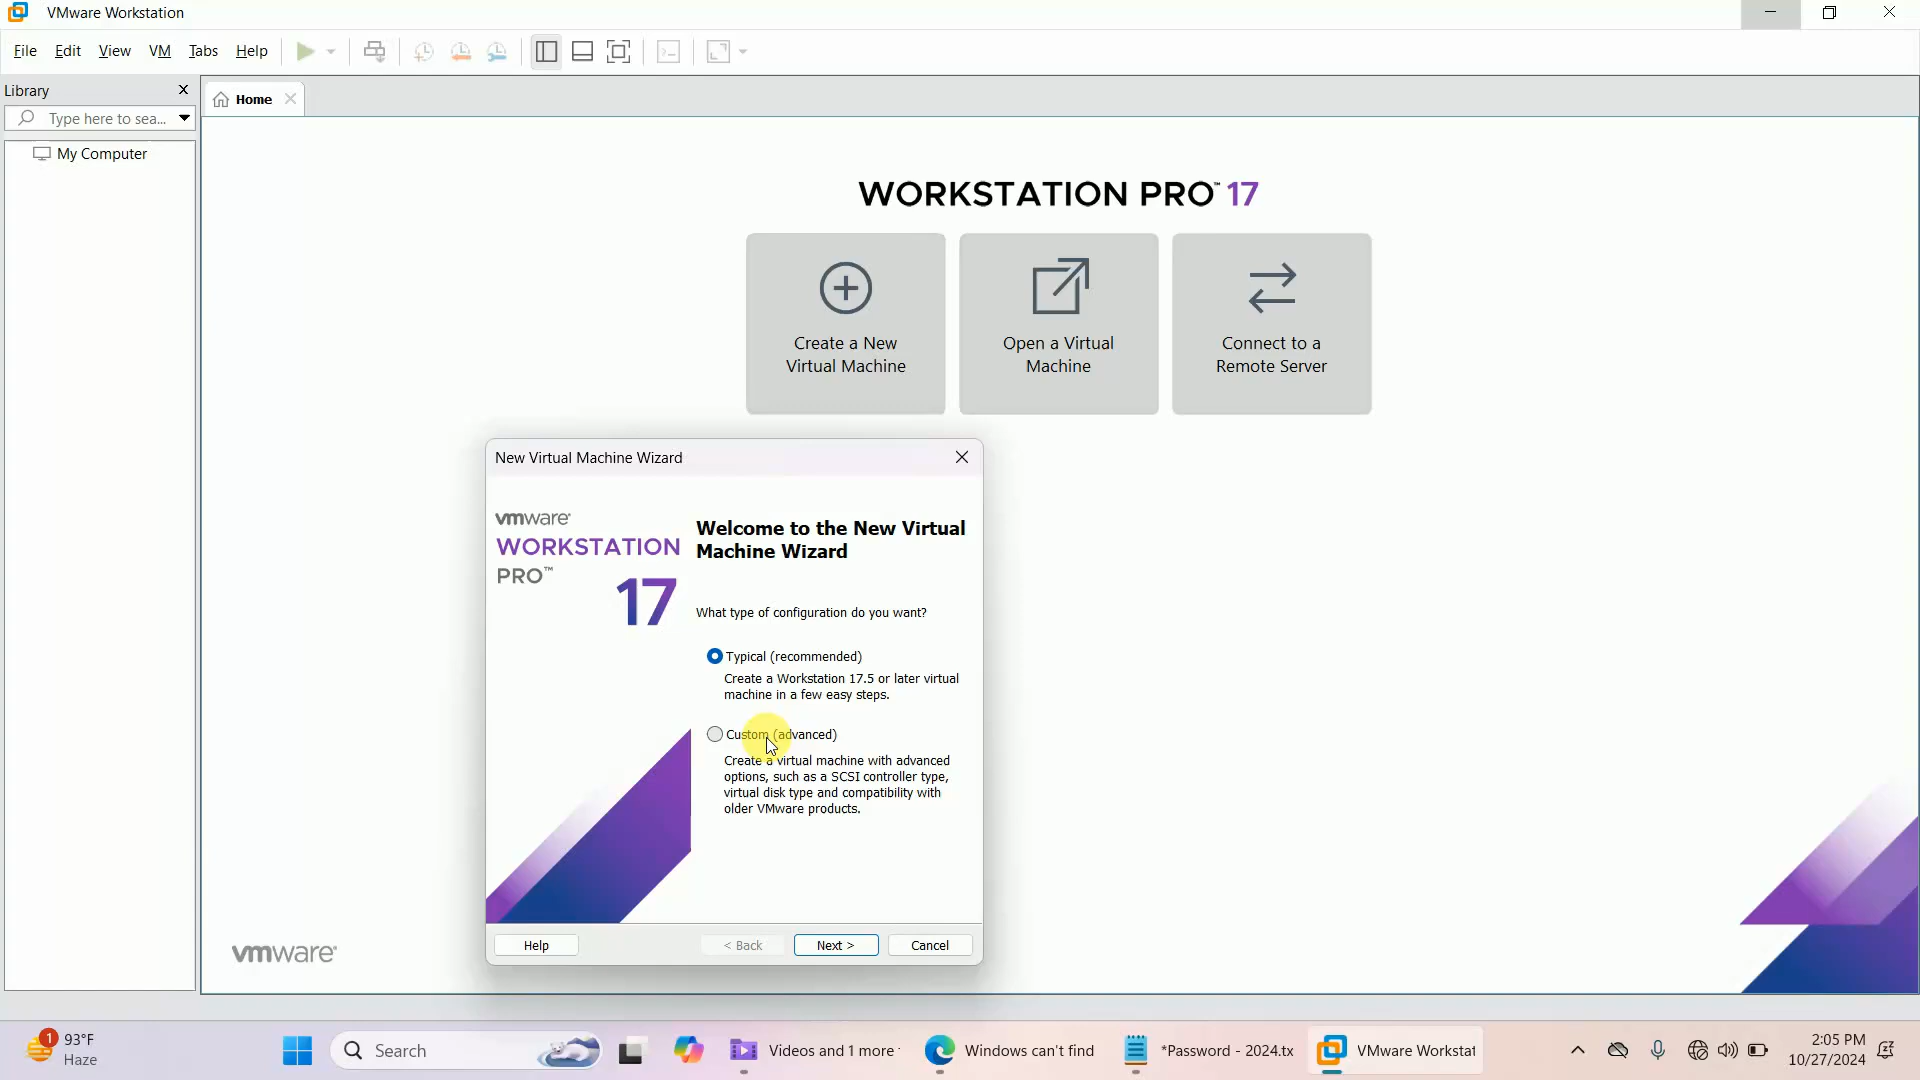 VMware Workstation
File Edit View VM Tabs Help
Library
Type here to sea...
My Computer
Home
WORKSTATION PRO™ 17
Create a New
Virtual Machine
Open a Virtual
Machine
Connect to a
Remote Server
New Virtual Machine Wizard
vmware®
WORKSTATION
PRO™
17
Welcome to the New Virtual
Machine Wizard
What type of configuration do you want?
Typical (recommended)
Create a Workstation 17.5 or later virtual
machine in a few easy steps.
Custom (advanced)
Create a virtual machine with advanced
options, such as a SCSI controller type,
virtual disk type and compatibility with
older VMware products.
Help
< Back
Next >
Cancel
vmware®
1
93°F
Haze
Search
Videos and 1 more
Windows can't find
*Password - 2024.tx
VMware Workstat
2:05 PM
10/27/2024